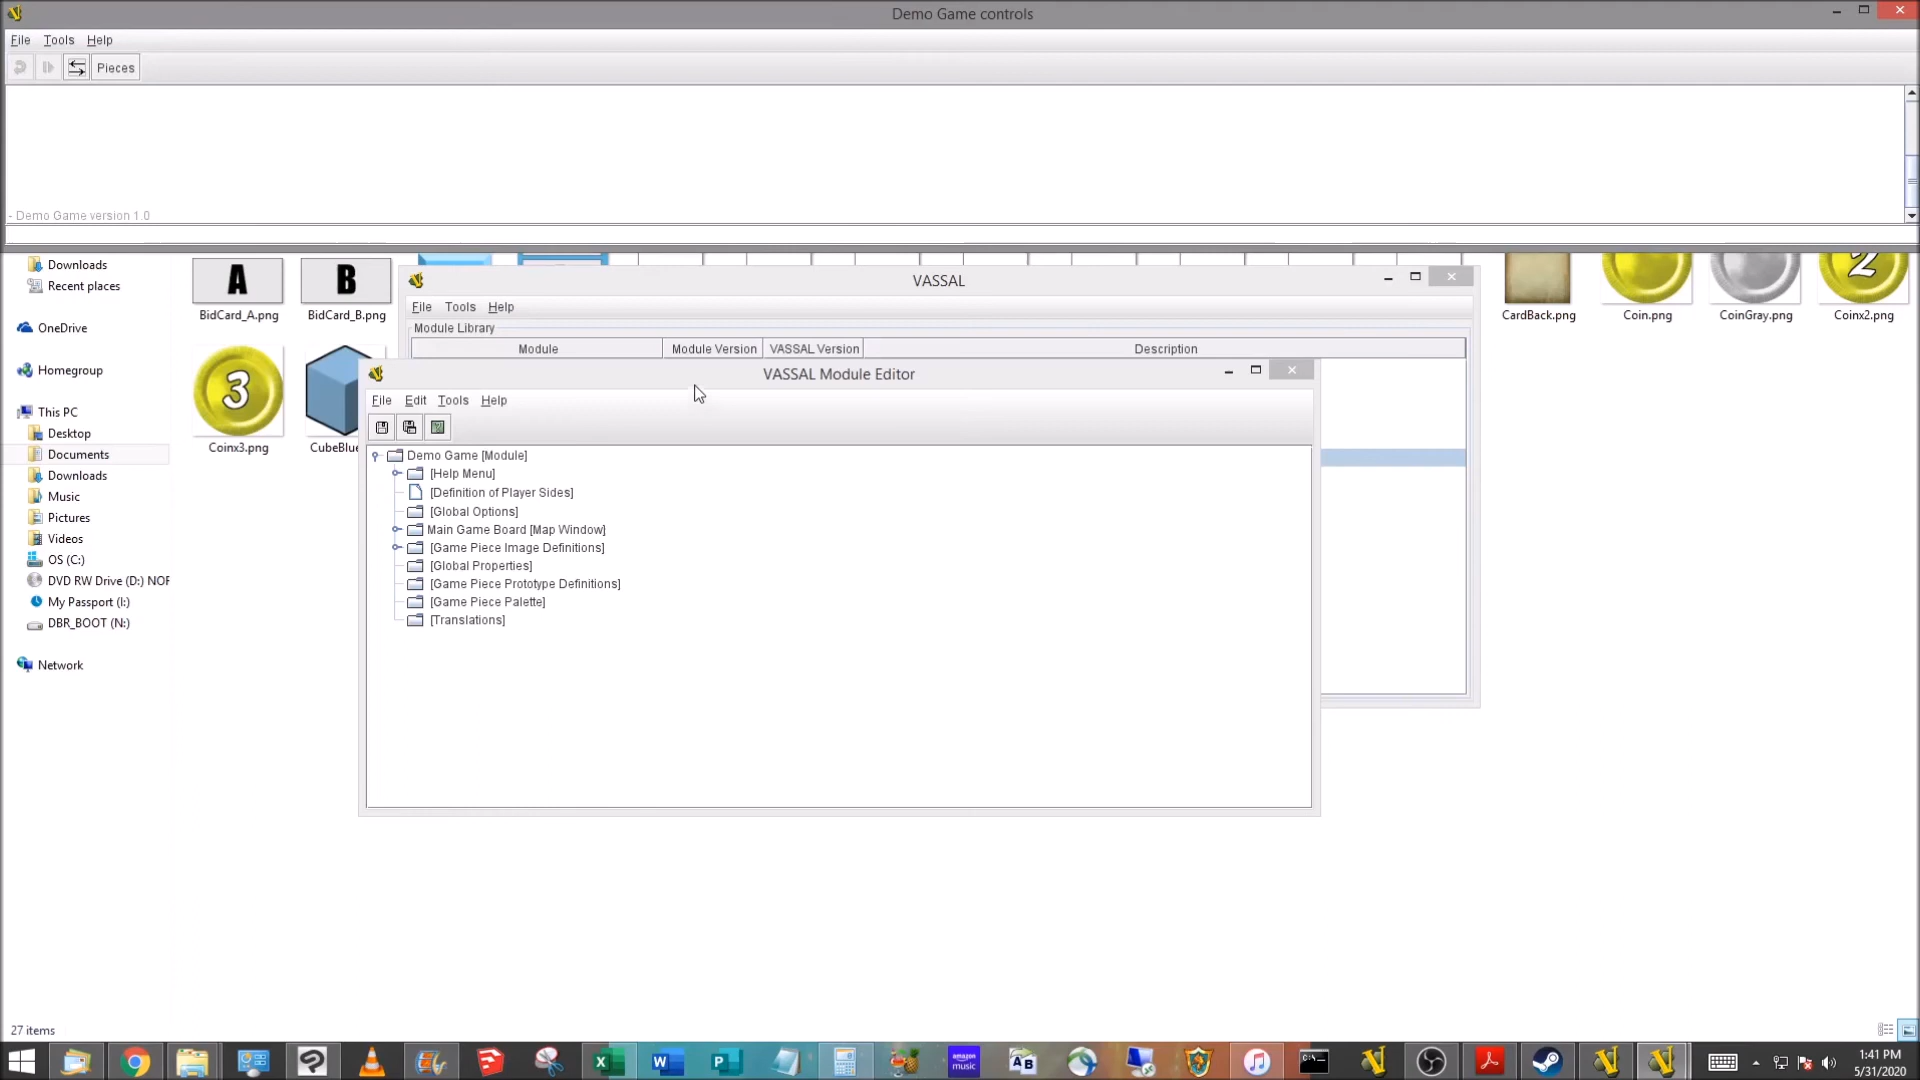 Demo Game controls
File Tools Help
Pieces
- Demo Game version 1.0
Downloads
Recent places
OneDrive
Homegroup
This PC
Desktop
Documents
Downloads
Music
Pictures
Videos
OS (C:)
DVD RW Drive (D:) NOF
My Passport (I:)
DBR_BOOT (N:)
Network
A
B
BidCard_A.png
BidCard_B.png
3
Coinx3.png
CubeBlue
2
CardBack.png
Coin.png
CoinGray.png
Coinx2.png
VASSAL
File Tools Help
Module Library
Module
Module Version
VASSAL Version
Description
VASSAL Module Editor
File Edit Tools Help
Demo Game [Module]
[Help Menu]
[Definition of Player Sides]
[Global Options]
Main Game Board [Map Window]
[Game Piece Image Definitions]
[Global Properties]
[Game Piece Prototype Definitions]
[Game Piece Palette]
[Translations]
27 items
amazon music
1:41 PM
5/31/2020